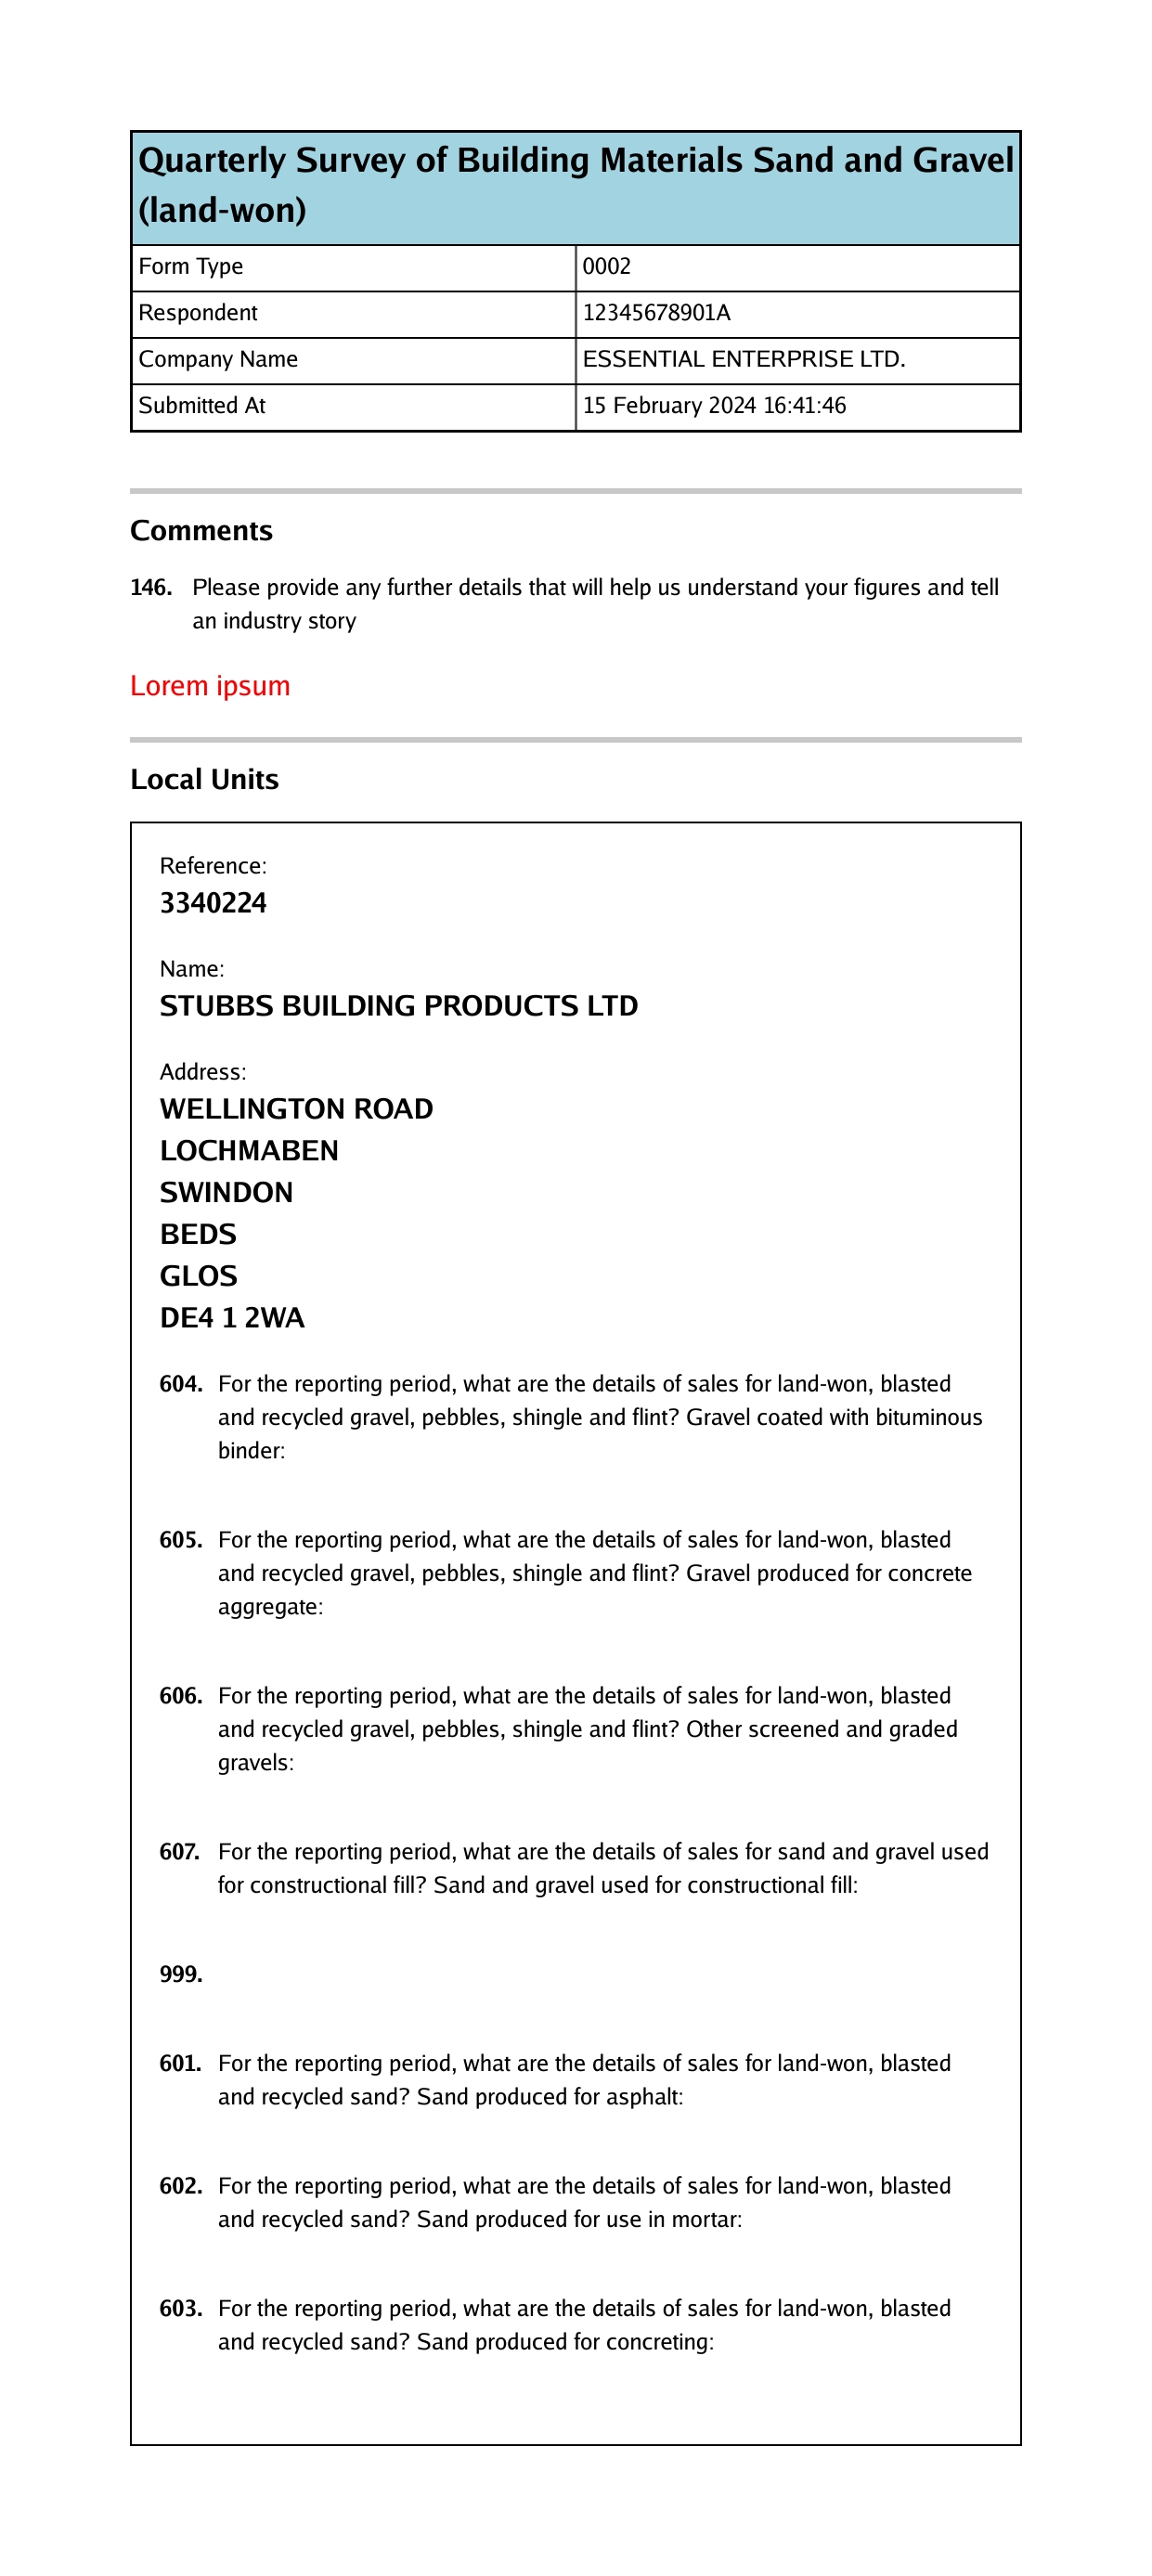 Quarterly Survey of Building Materials Sand and Gravel
(land-won)
Form Type 0002
Respondent 12345678901A
Company Name ESSENTIAL ENTERPRISE LTD.
Submitted At 15 February 2024 16:41:46
Comments
146. Please provide any further details that will help us understand your figures and tell
an industry story
Lorem ipsum
Local Units
Reference:
3340224
Name:
STUBBS BUILDING PRODUCTS LTD
Address:
WELLINGTON ROAD
LOCHMABEN
SWINDON
BEDS
GLOS
DE4 1 2WA
604. For the reporting period, what are the details of sales for land-won, blasted
and recycled gravel, pebbles, shingle and flint? Gravel coated with bituminous
binder:
605. For the reporting period, what are the details of sales for land-won, blasted
and recycled gravel, pebbles, shingle and flint? Gravel produced for concrete
aggregate:
606. For the reporting period, what are the details of sales for land-won, blasted
and recycled gravel, pebbles, shingle and flint? Other screened and graded
gravels:
607. For the reporting period, what are the details of sales for sand and gravel used
for constructional fill? Sand and gravel used for constructional fill:
999.
601. For the reporting period, what are the details of sales for land-won, blasted
and recycled sand? Sand produced for asphalt:
602. For the reporting period, what are the details of sales for land-won, blasted
and recycled sand? Sand produced for use in mortar:
603. For the reporting period, what are the details of sales for land-won, blasted
and recycled sand? Sand produced for concreting: